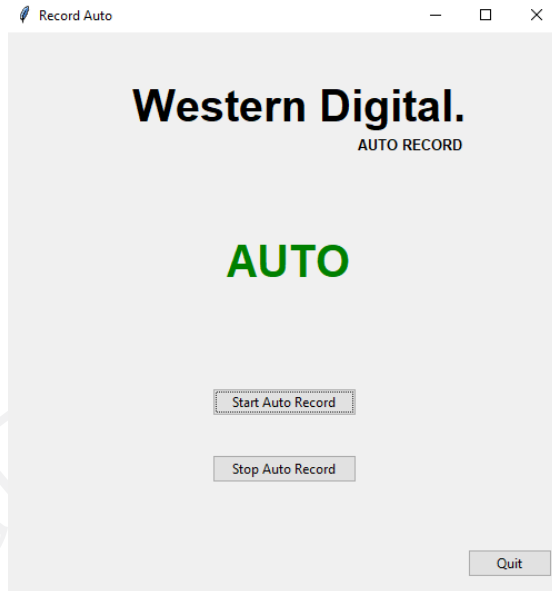 Record Auto
Western Digital.
AUTO RECORD
AUTO
Start Auto Record
Stop Auto Record
Quit